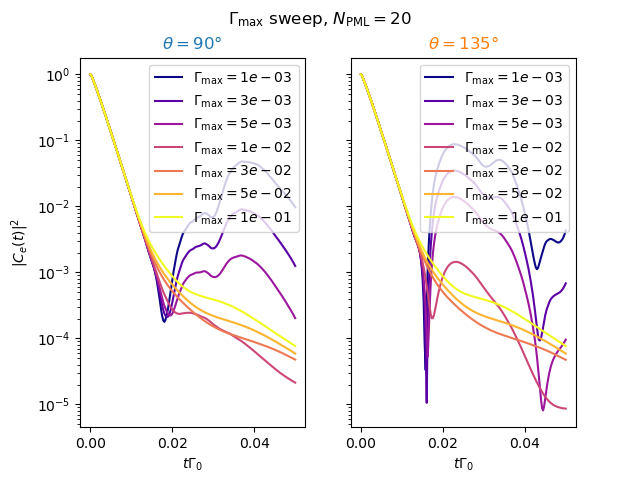 Γmax sweep, NPML = 20
θ = 90°
θ = 135°
10⁰
10⁻¹
10⁻²
10⁻³
10⁻⁴
10⁻⁵
|Cε(t)|²
Γmax = 1e − 03
Γmax = 3e − 03
Γmax = 5e − 03
Γmax = 1e − 02
Γmax = 3e − 02
Γmax = 5e − 02
Γmax = 1e − 01
Γmax = 1e − 03
Γmax = 3e − 03
Γmax = 5e − 03
Γmax = 1e − 02
Γmax = 3e − 02
Γmax = 5e − 02
Γmax = 1e − 01
0.00 0.02 0.04
0.00 0.02 0.04
tΓ₀
tΓ₀